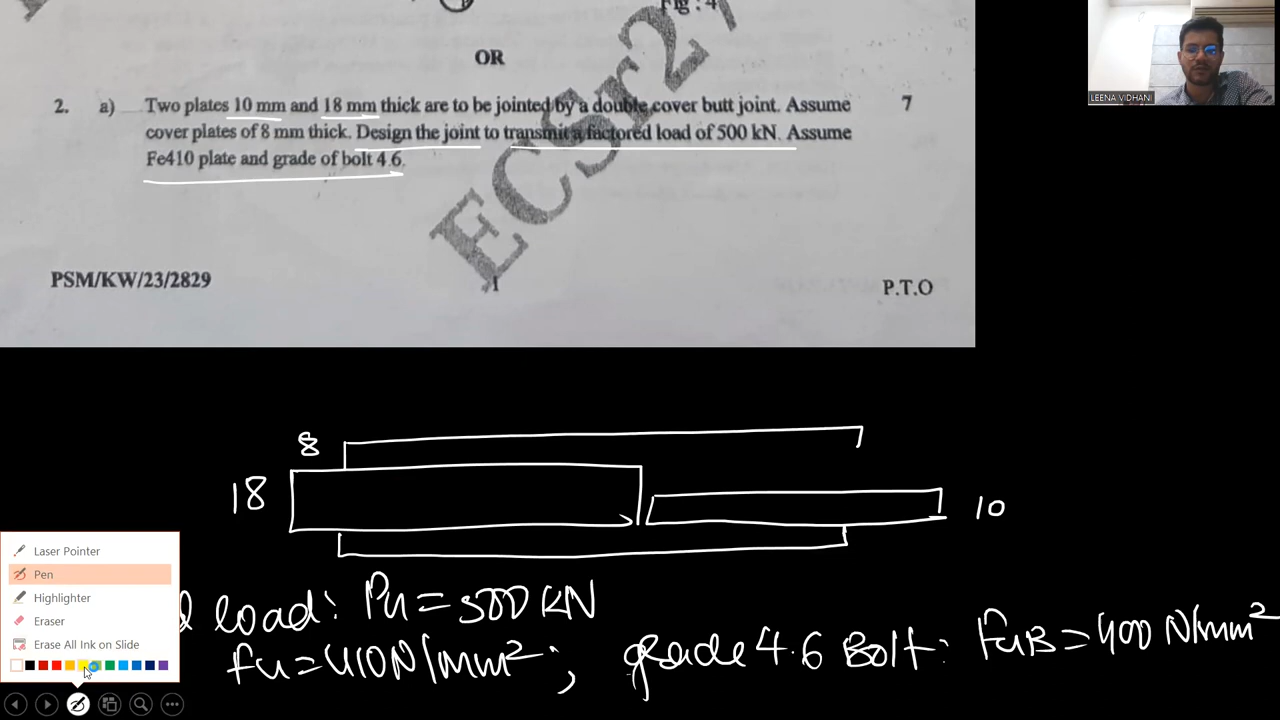 Fig : 4
OR
2. a) Two plates 10 mm and 18 mm thick are to be jointed by a double cover butt joint. Assume 7
cover plates of 8 mm thick. Design the joint to transmit a factored load of 500 kN. Assume
Fe410 plate and grade of bolt 4.6.
ECSr2
PSM/KW/23/2829
1
P.T.O
LEENA VIDHANI
8
18
10
load: Pu = 500 KN
fu = 410 N/mm²; grade 4.6 Bolt: FuB = 400 N/mm²
Laser Pointer
Pen
Highlighter
Eraser
Erase All Ink on Slide